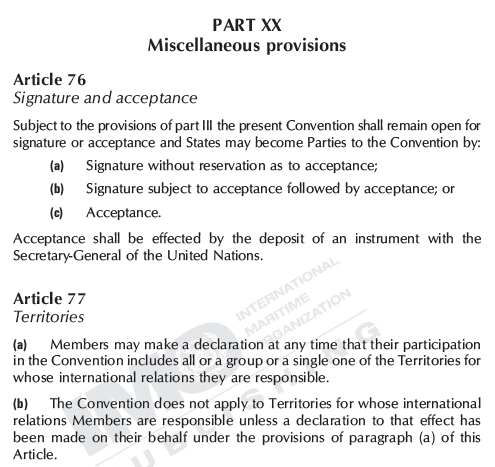 PART XX
Miscellaneous provisions
Article 76
Signature and acceptance
Subject to the provisions of part III the present Convention shall remain open for
signature or acceptance and States may become Parties to the Convention by:
(a) Signature without reservation as to acceptance;
(b) Signature subject to acceptance followed by acceptance; or
(c) Acceptance.
Acceptance shall be effected by the deposit of an instrument with the
Secretary-General of the United Nations.
Article 77
Territories
(a) Members may make a declaration at any time that their participation
in the Convention includes all or a group or a single one of the Territories for
whose international relations they are responsible.
(b) The Convention does not apply to Territories for whose international
relations Members are responsible unless a declaration to that effect has
been made on their behalf under the provisions of paragraph (a) of this
Article.
IMO
INTERNATIONAL
MARITIME
ORGANIZATION